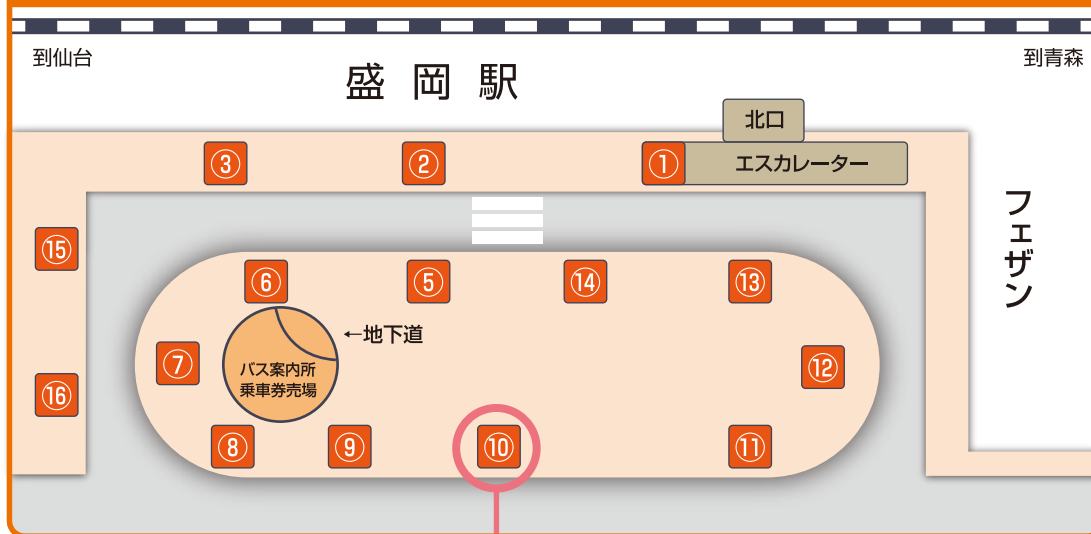 到仙台
到青森
盛岡駅
北口
③
②
①
エスカレーター
フェザン
⑮
⑥
⑤
⑭
⑬
←地下道
⑦
バス案内所
乗車券売場
⑫
⑯
⑧
⑨
⑩
⑪